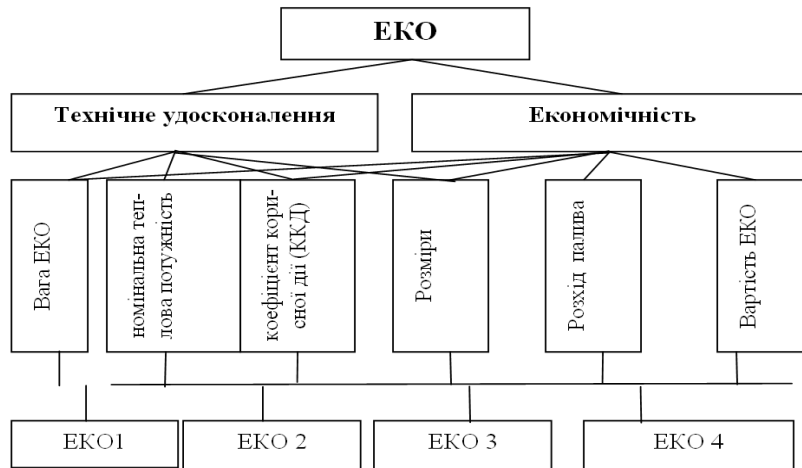 ЕКО
Технічне удосконалення
Економічність
Вага ЕКО
номінальна теп-
лова потужність
коефіцієнт кори-
сної дії (ККД)
Розміри
Розхід палива
Вартість ЕКО
ЕКО1
ЕКО 2
ЕКО 3
ЕКО 4